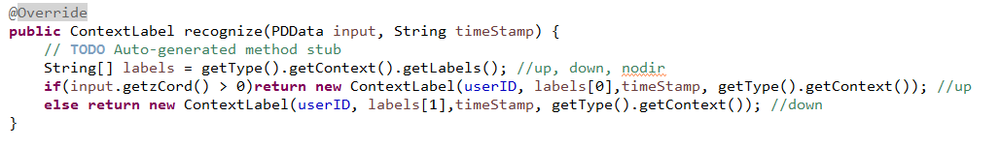 @Override
public ContextLabel recognize(PDData input, String timeStamp) {
    // TODO Auto-generated method stub
    String[] labels = getType().getContext().getLabels(); //up, down, nodir
    if(input.getzCord() > 0)return new ContextLabel(userID, labels[0],timeStamp, getType().getContext()); //up
    else return new ContextLabel(userID, labels[1],timeStamp, getType().getContext()); //down
}